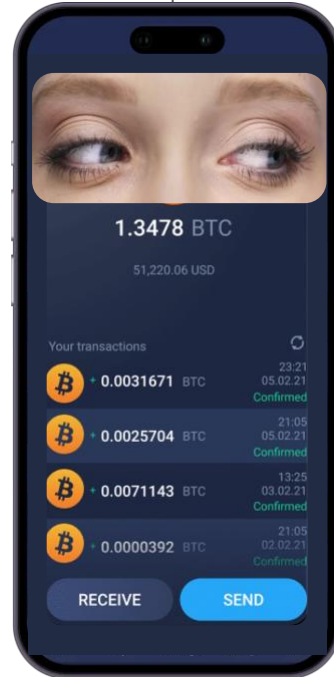 1.3478 BTC
51,220.06 USD
Your transactions
23:21
+ 0.0031671 BTC 05.02.21
Confirmed
21:05
+ 0.0025704 BTC 05.02.21
Confirmed
13:25
+ 0.0071143 BTC 03.02.21
Confirmed
21:05
+ 0.0000392 BTC 02.02.21
Confirmed
RECEIVE SEND